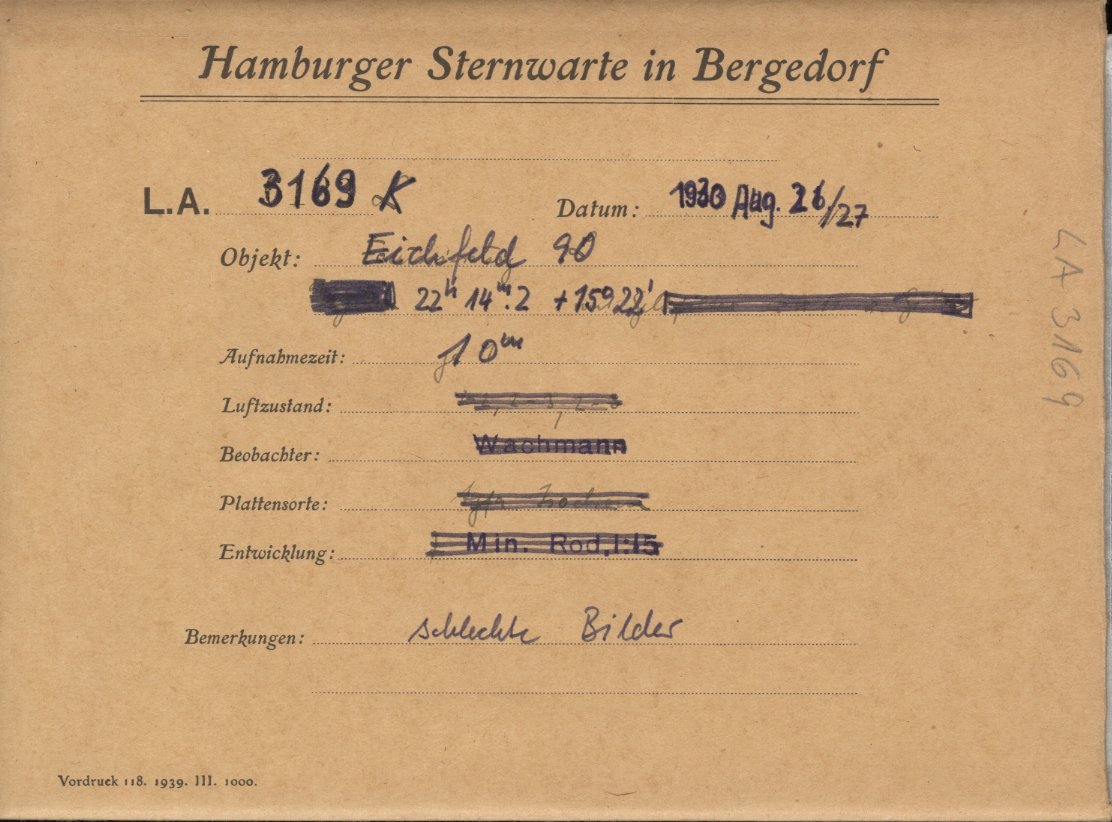 Hamburger Sternwarte in Bergedorf
L.A. 3169 K
Datum: 1930 Aug. 26/27
Objekt: Eichfeld 90
22h 14m.2 +15° 22'
Aufnahmezeit: 10m
Luftzustand:
Beobachter: Wachmann
Plattensorte:
Entwicklung: Min. Rod. 1:15
Bemerkungen: schlechte Bilder
Vordruck 118. 1939. III. 1000.
LA 3169